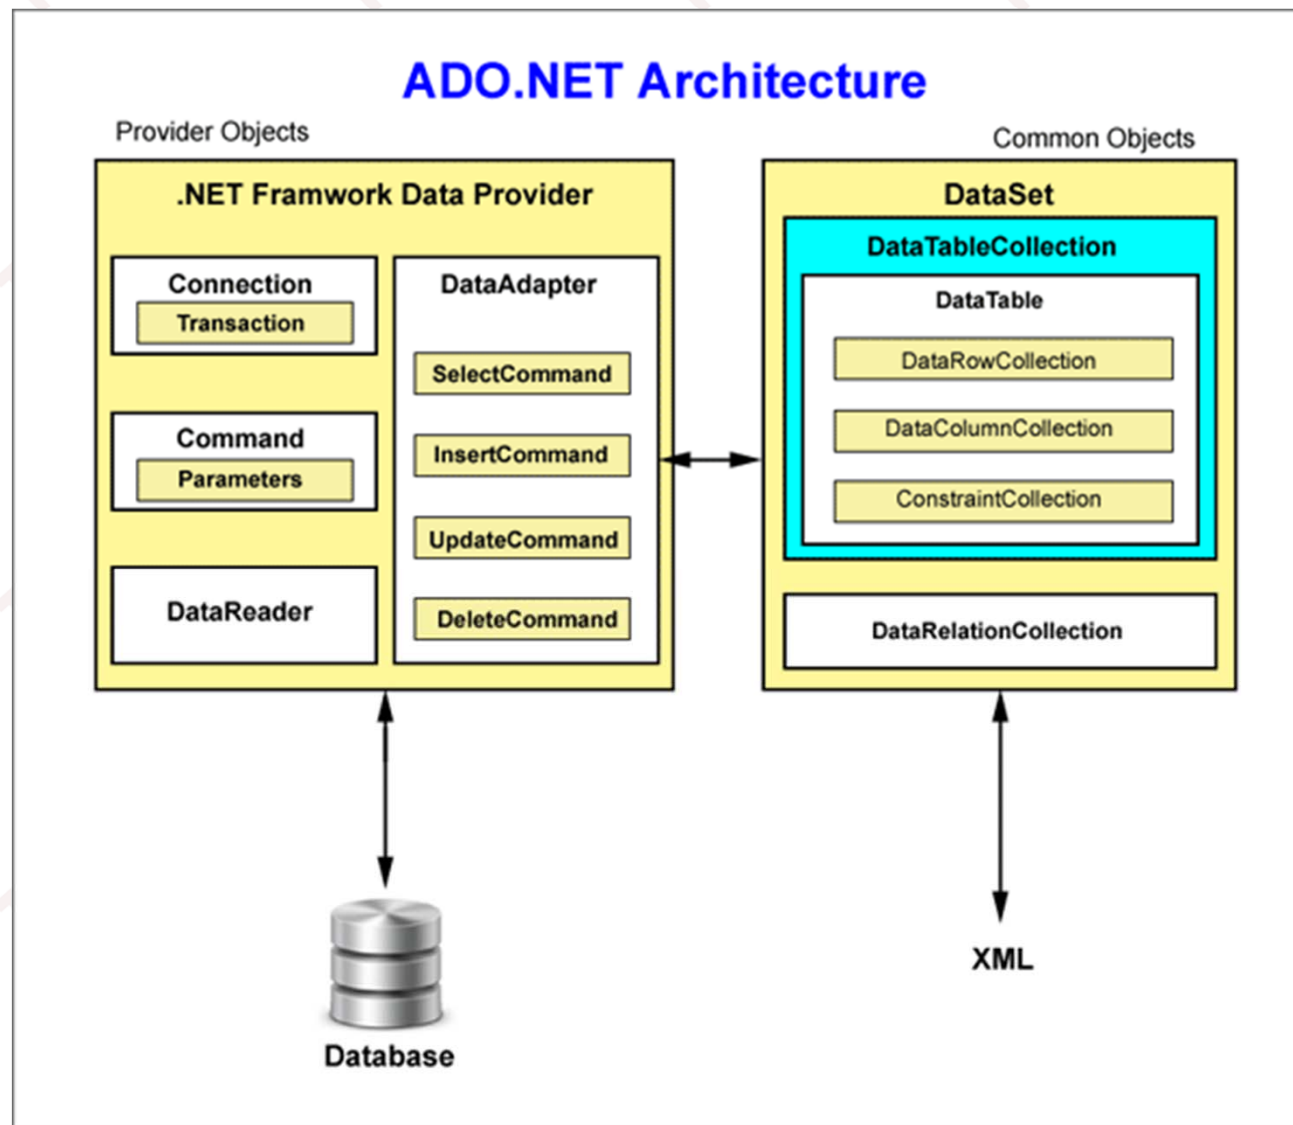 ADO.NET Architecture
Provider Objects
Common Objects
.NET Framwork Data Provider
Connection
Transaction
Command
Parameters
DataReader
DataAdapter
SelectCommand
InsertCommand
UpdateCommand
DeleteCommand
DataSet
DataTableCollection
DataTable
DataRowCollection
DataColumnCollection
ConstraintCollection
DataRelationCollection
Database
XML